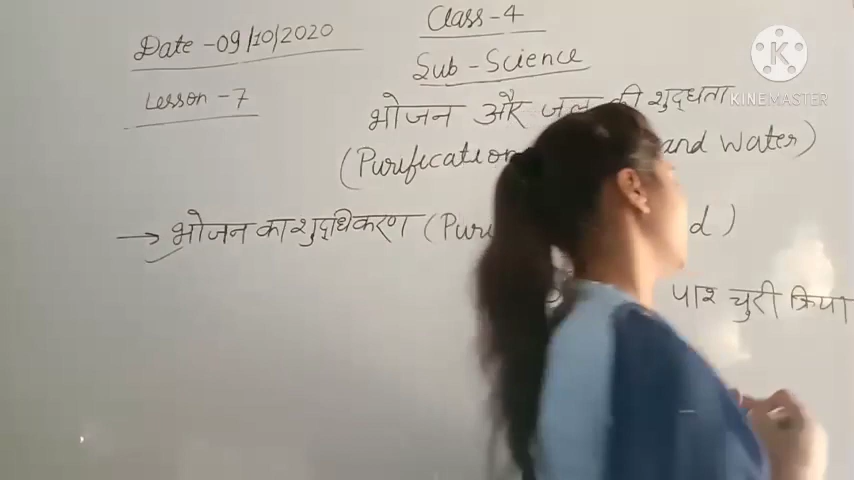 Date - 09/10/2020
Class - 4
Sub - Science
Lesson - 7
भोजन और जल की शुद्धता
(Purification and Water)
→ भोजन का शुद्धिकरण (
पाश चुरी क्रिया
K
KINEMASTER